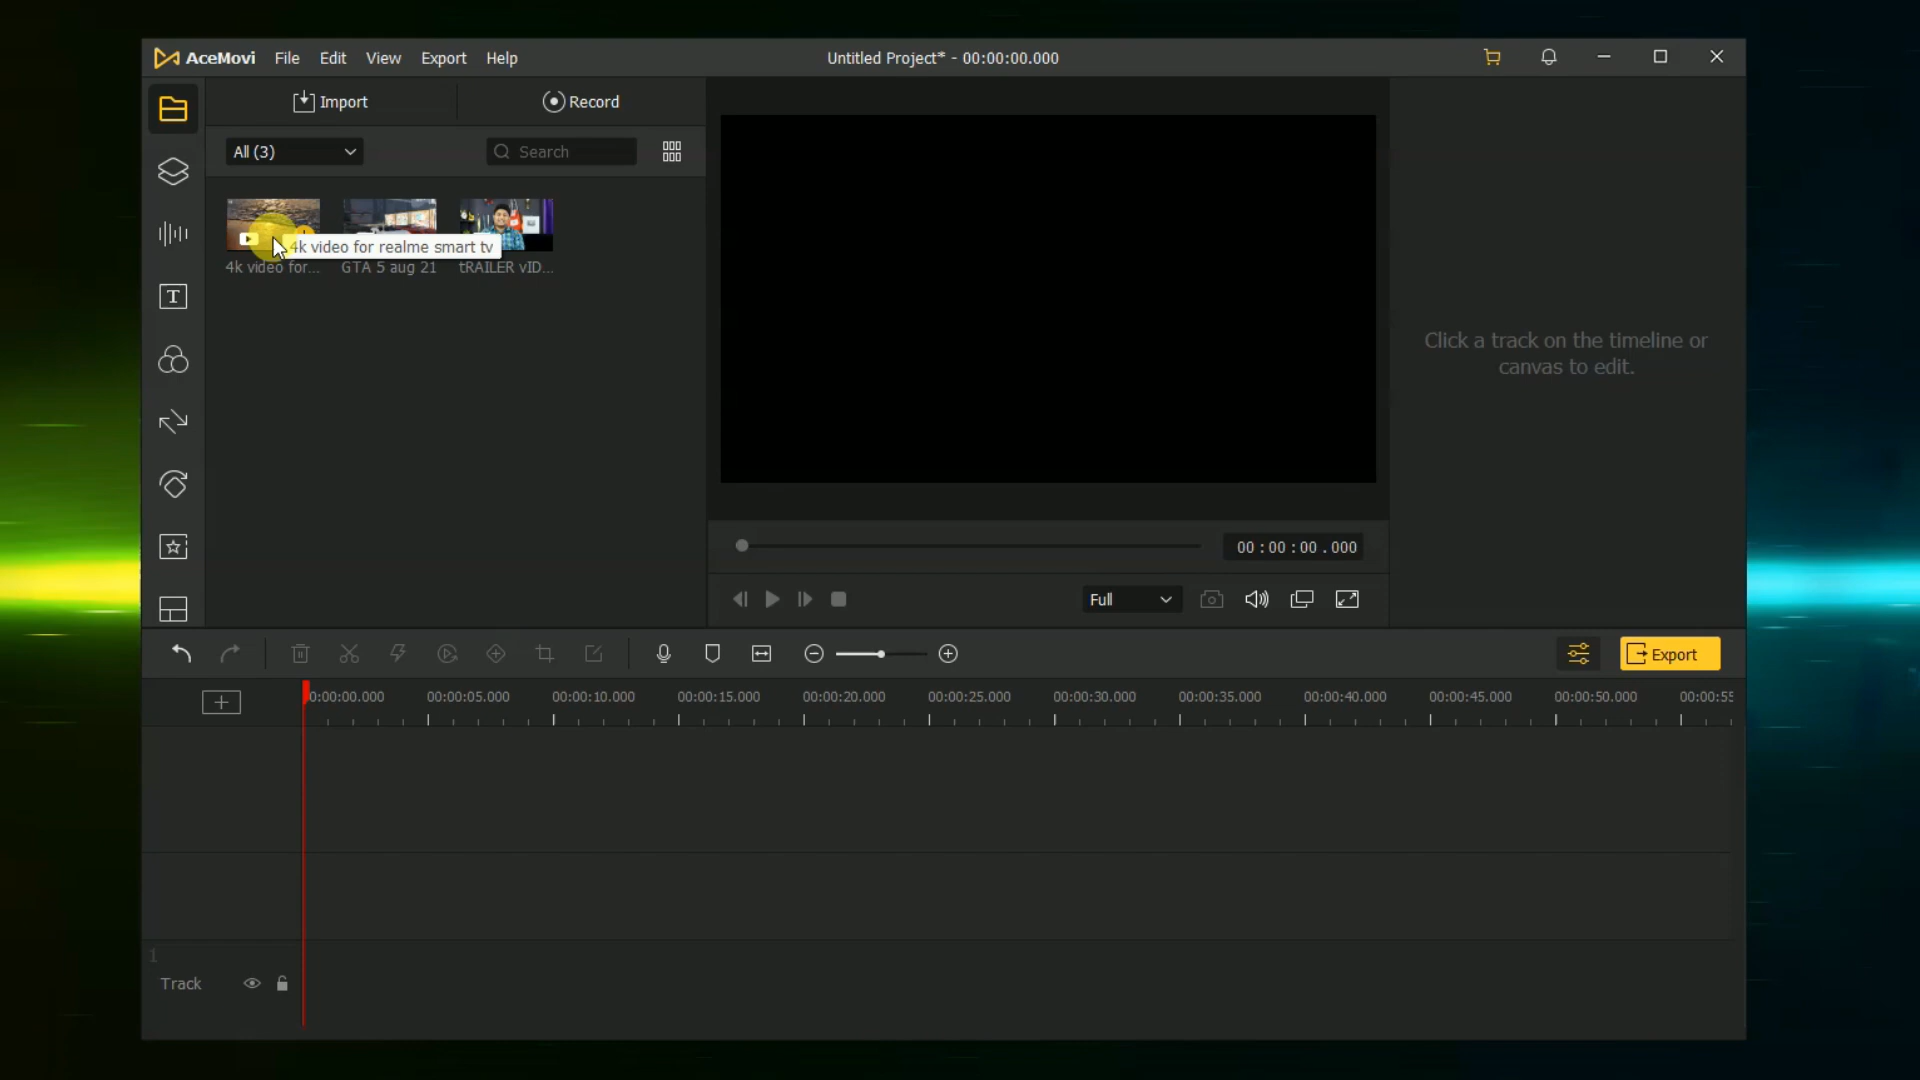 AceMovi File Edit View Export Help Untitled Project* - 00:00:00.000
Import Record
All (3) Search
4k video for realme smart tv
4k video for... GTA 5 aug 21 tRAILER vID...
Click a track on the timeline or
canvas to edit.
00:00:00.000
Full
Export
0:00:00.000 00:00:05.000 00:00:10.000 00:00:15.000 00:00:20.000 00:00:25.000 00:00:30.000 00:00:35.000 00:00:40.000 00:00:45.000 00:00:50.000 00:00:55
1
Track